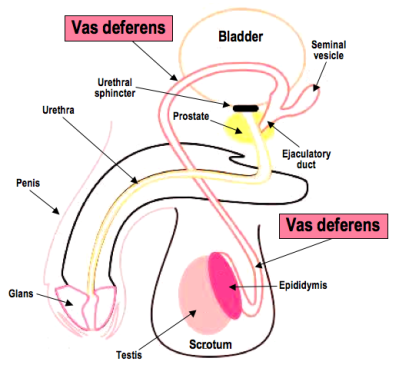 Vas deferens
Bladder
Seminal
vesicle
Urethral
sphincter
Prostate
Urethra
Ejaculatory
duct
Penis
Vas deferens
Glans
Epididymis
Testis
Scrotum